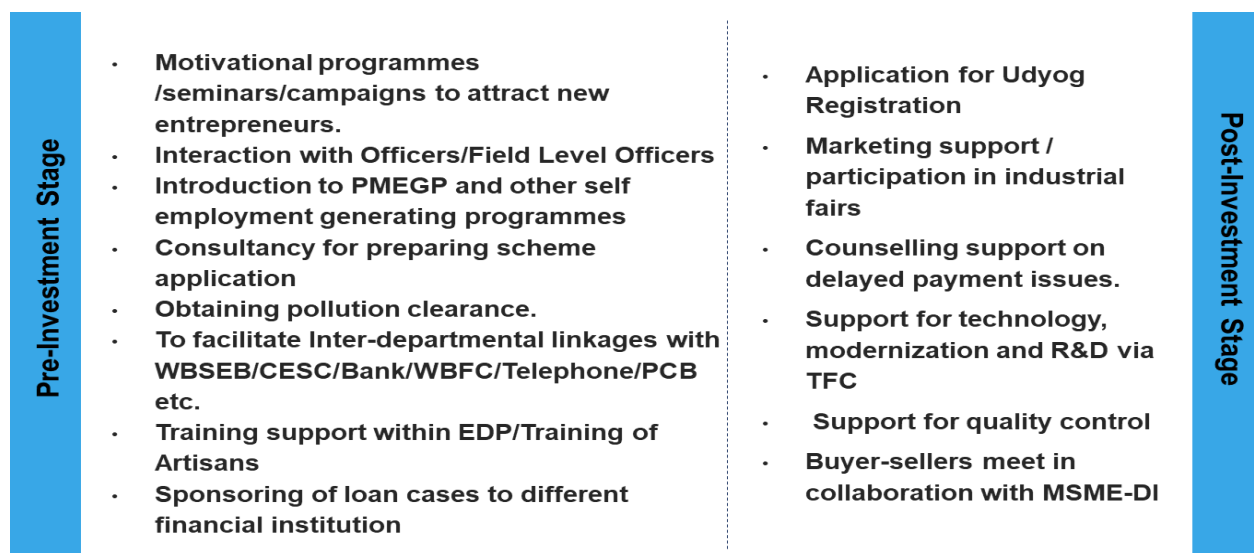 Pre-Investment Stage
• Motivational programmes
/seminars/campaigns to attract new
entrepreneurs.
• Interaction with Officers/Field Level Officers
• Introduction to PMEGP and other self
employment generating programmes
• Consultancy for preparing scheme
application
• Obtaining pollution clearance.
• To facilitate Inter-departmental linkages with
WBSEB/CESC/Bank/WBFC/Telephone/PCB
etc.
• Training support within EDP/Training of
Artisans
• Sponsoring of loan cases to different
financial institution
• Application for Udyog
Registration
• Marketing support /
participation in industrial
fairs
• Counselling support on
delayed payment issues.
• Support for technology,
modernization and R&D via
TFC
• Support for quality control
• Buyer-sellers meet in
collaboration with MSME-DI
Post-Investment Stage